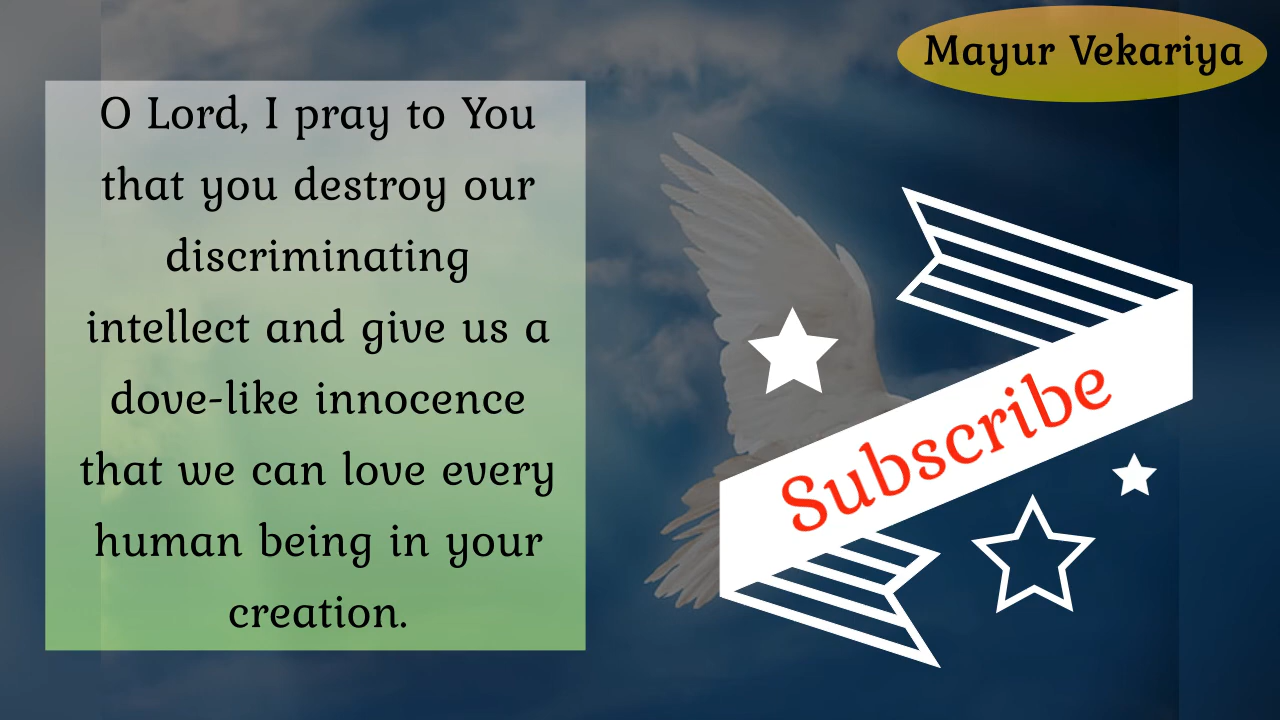 Mayur Vekariya
O Lord, I pray to You
that you destroy our
discriminating
intellect and give us a
dove-like innocence
that we can love every
human being in your
creation.
Subscribe